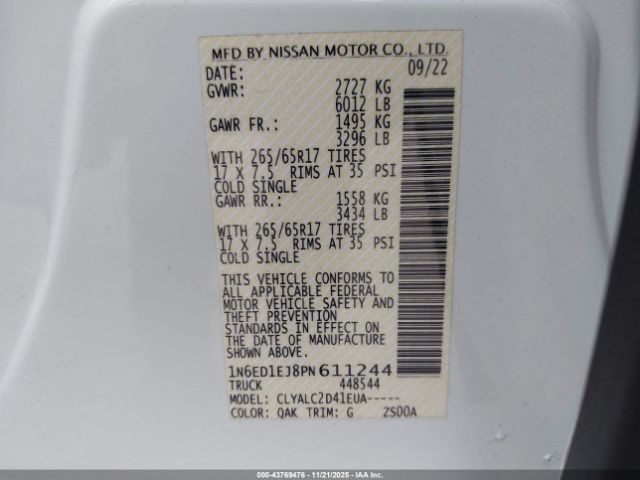 MFD BY NISSAN MOTOR CO., LTD.
DATE: 09/22
GVWR: 2727 KG
6012 LB
GAWR FR.: 1495 KG
3296 LB
WITH 265/65R17 TIRES
17 X 7.5 RIMS AT 35 PSI
COLD SINGLE
GAWR RR.: 1558 KG
3434 LB
WITH 265/65R17 TIRES
17 X 7.5 RIMS AT 35 PSI
COLD SINGLE
THIS VEHICLE CONFORMS TO
ALL APPLICABLE FEDERAL
MOTOR VEHICLE SAFETY AND
THEFT PREVENTION
STANDARDS IN EFFECT ON
THE DATE OF MANUFACTURE
SHOWN ABOVE.
1N6ED1EJ8PN611244
TRUCK 448544
MODEL: CLYALC2D41EUA-----
COLOR: QAK TRIM: G ZS00A
000-43769476 - 11/21/2025 - IAAI.COM